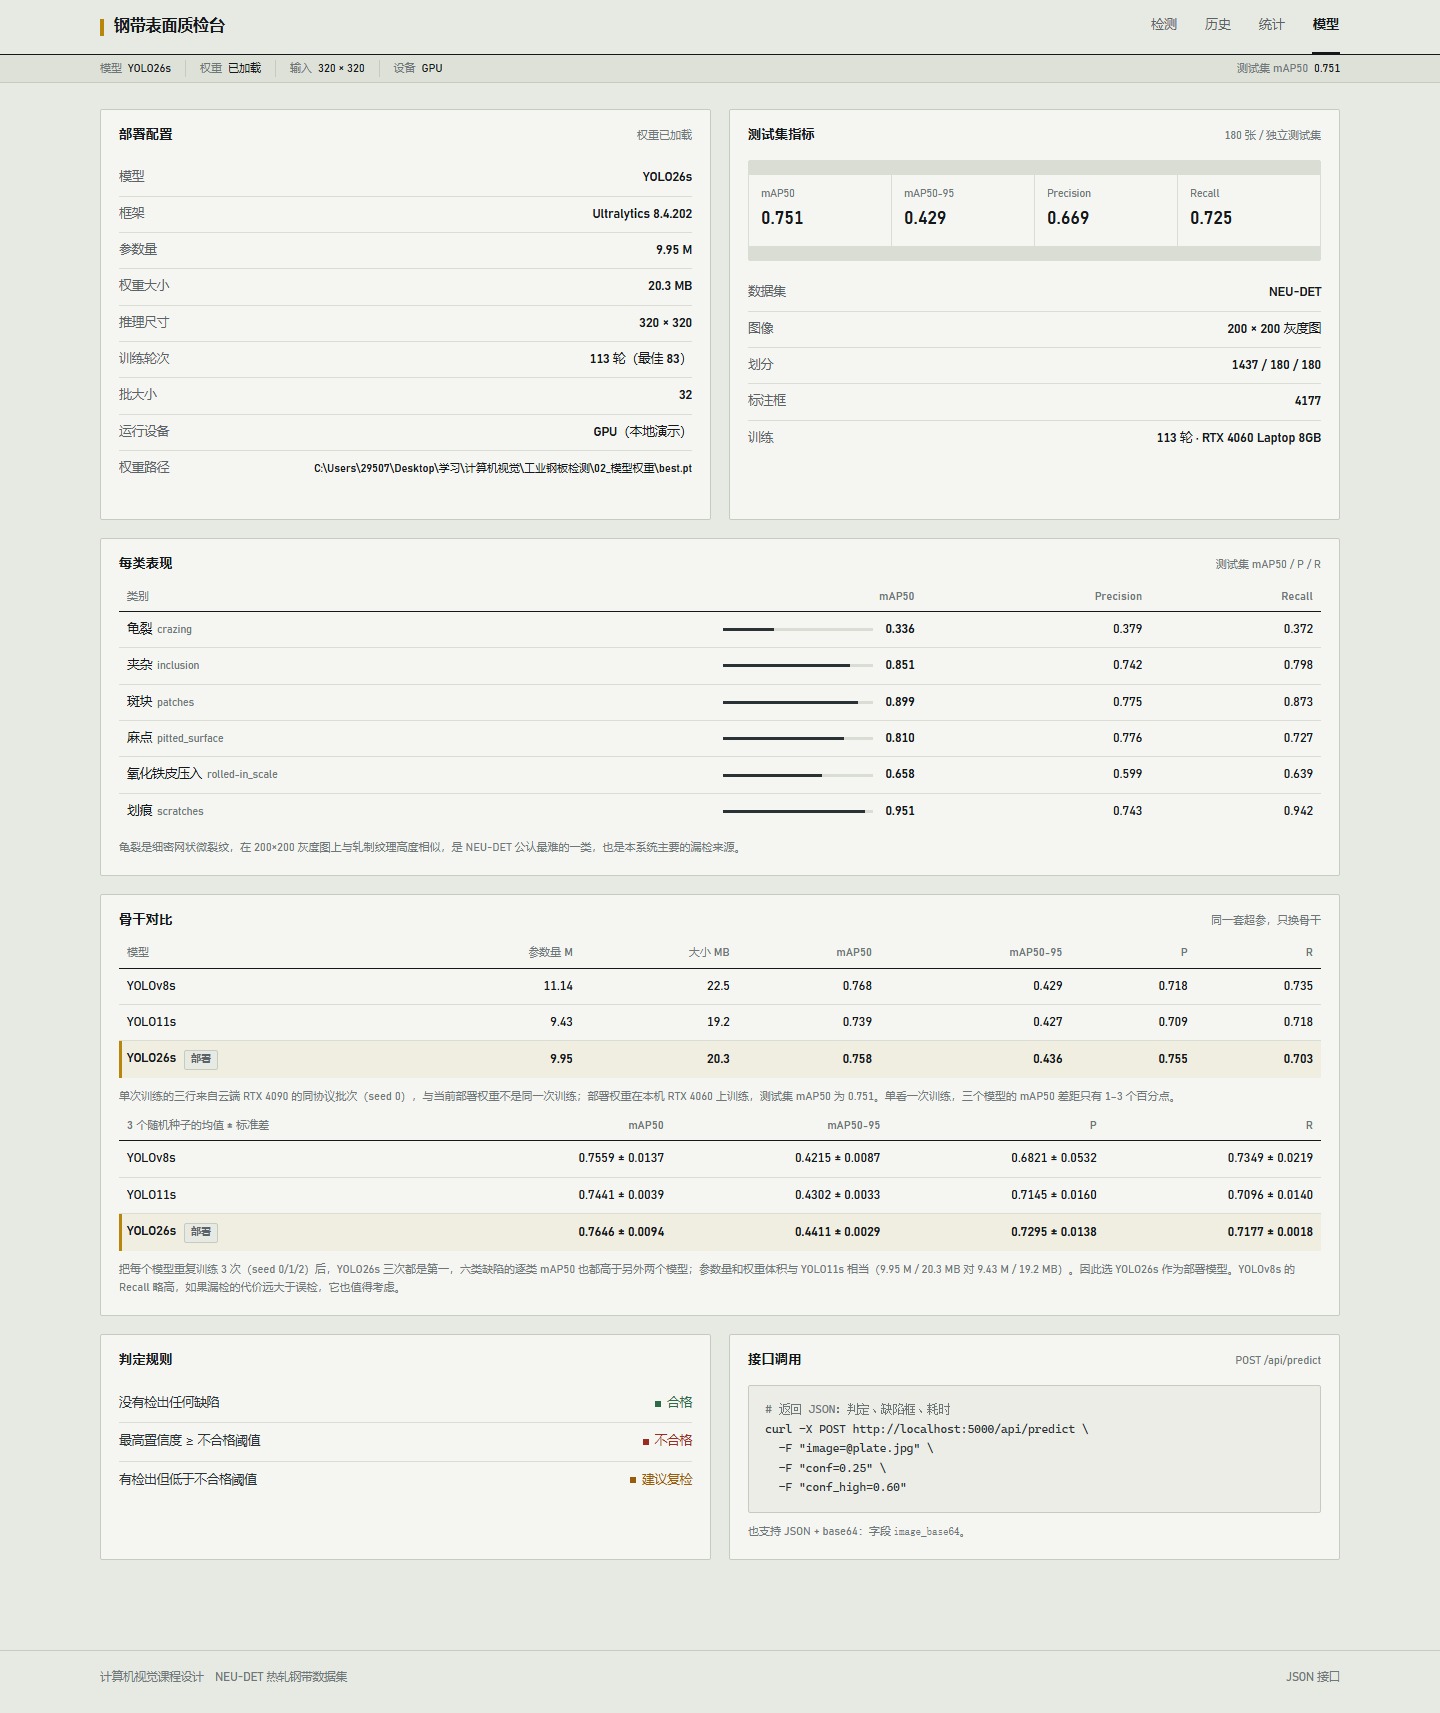 钢带表面质检台
检测 历史 统计 模型
模型 YOLO26s 权重 已加载 输入 320 × 320 设备 GPU 测试集 mAP50 0.751
部署配置 权重已加载
模型 YOLO26s
框架 Ultralytics 8.4.202
参数量 9.95 M
权重大小 20.3 MB
推理尺寸 320 × 320
训练轮次 113 轮（最佳 83）
批大小 32
运行设备 GPU（本地演示）
权重路径 C:\Users\29507\Desktop\学习\计算机视觉\工业钢板检测\02_模型权重\best.pt
测试集指标 180 张 / 独立测试集
mAP50 mAP50-95 Precision Recall
0.751 0.429 0.669 0.725
数据集 NEU-DET
图像 200 × 200 灰度图
划分 1437 / 180 / 180
标注框 4177
训练 113 轮 · RTX 4060 Laptop 8GB
每类表现 测试集 mAP50 / P / R
类别 mAP50 Precision Recall
龟裂 crazing 0.336 0.379 0.372
夹杂 inclusion 0.851 0.742 0.798
斑块 patches 0.899 0.775 0.873
麻点 pitted_surface 0.810 0.776 0.727
氧化铁皮压入 rolled-in_scale 0.658 0.599 0.639
划痕 scratches 0.951 0.743 0.942
龟裂是细密网状微裂纹，在 200×200 灰度图上与轧制纹理高度相似，是 NEU-DET 公认最难的一类，也是本系统主要的漏检来源。
骨干对比 同一套超参，只换骨干
模型 参数量 M 大小 MB mAP50 mAP50-95 P R
YOLOv8s 11.14 22.5 0.768 0.429 0.718 0.735
YOLO11s 9.43 19.2 0.739 0.427 0.709 0.718
YOLO26s 部署 9.95 20.3 0.758 0.436 0.755 0.703
单次训练的三行来自云端 RTX 4090 的同协议批次（seed 0），与当前部署权重不是同一次训练；部署权重在本机 RTX 4060 上训练，测试集 mAP50 为 0.751。单看一次训练，三个模型的 mAP50 差距只有 1–3 个百分点。
3 个随机种子的均值 ± 标准差 mAP50 mAP50-95 P R
YOLOv8s 0.7559 ± 0.0137 0.4215 ± 0.0087 0.6821 ± 0.0532 0.7349 ± 0.0219
YOLO11s 0.7441 ± 0.0039 0.4302 ± 0.0033 0.7145 ± 0.0160 0.7096 ± 0.0140
YOLO26s 部署 0.7646 ± 0.0094 0.4411 ± 0.0029 0.7295 ± 0.0138 0.7177 ± 0.0018
把每个模型重复训练 3 次（seed 0/1/2）后，YOLO26s 三次都是第一，六类缺陷的逐类 mAP50 也都高于另外两个模型；参数量和权重体积与 YOLO11s 相当（9.95 M / 20.3 MB 对 9.43 M / 19.2 MB）。因此选 YOLO26s 作为部署模型。YOLOv8s 的
Recall 略高，如果漏检的代价远大于误检，它也值得考虑。
判定规则
没有检出任何缺陷 合格
最高置信度 ≥ 不合格阈值 不合格
有检出但低于不合格阈值 建议复检
接口调用 POST /api/predict
# 返回 JSON: 判定、缺陷框、耗时
curl -X POST http://localhost:5000/api/predict \
-F "image=@plate.jpg" \
-F "conf=0.25" \
-F "conf_high=0.60"
也支持 JSON + base64：字段 image_base64。
计算机视觉课程设计 NEU-DET 热轧钢带数据集 JSON 接口